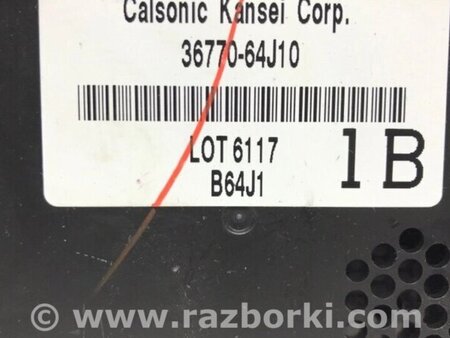 Calsonic Kansei Corp.
36770-64J10
LOT 6117
B64J1
1B
© www.razborki.com